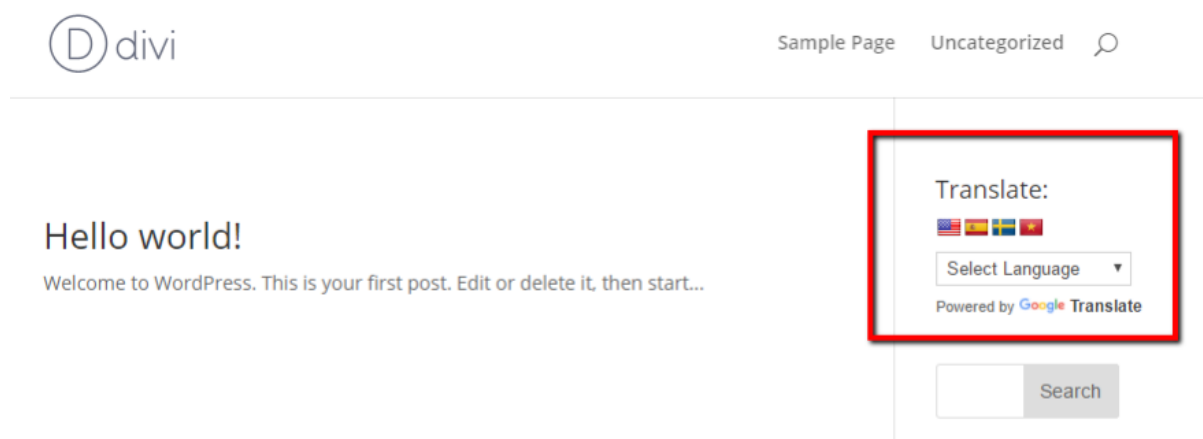 D divi
Sample Page Uncategorized
Translate:
Hello world!
Select Language
Welcome to WordPress. This is your first post. Edit or delete it, then start...
Powered by Google Translate
Search